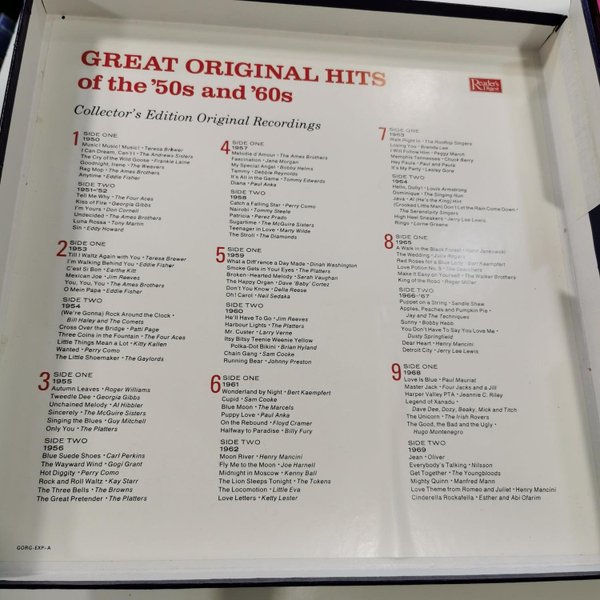 GREAT ORIGINAL HITS
of the '50s and '60s
Reader's
Digest
Collector's Edition Original Recordings
1
SIDE ONE
1950
Music! Music! Music! • Teresa Brewer
I Can Dream, Can't I • The Andrews Sisters
The Cry of the Wild Goose • Frankie Laine
Goodnight, Irene • The Weavers
Rag Mop • The Ames Brothers
Anytime • Eddie Fisher
SIDE TWO
1951-'52
Tell Me Why • The Four Aces
Kiss of Fire • Georgia Gibbs
I'm Yours • Don Cornell
Undecided • The Ames Brothers
Luna Rossa • Tony Martin
Sin • Eddy Howard
2
SIDE ONE
1953
Till I Waltz Again with You • Teresa Brewer
I'm Walking Behind You • Eddie Fisher
C'est Si Bon • Eartha Kitt
Mexican Joe • Jim Reeves
You, You, You • The Ames Brothers
O Mein Papa • Eddie Fisher
SIDE TWO
1954
(We're Gonna) Rock Around the Clock •
Bill Haley and The Comets
Cross Over the Bridge • Patti Page
Three Coins in the Fountain • The Four Aces
Little Things Mean a Lot • Kitty Kallen
Wanted • Perry Como
The Little Shoemaker • The Gaylords
3
SIDE ONE
1955
Autumn Leaves • Roger Williams
Tweedle Dee • Georgia Gibbs
Unchained Melody • Al Hibbler
Sincerely • The McGuire Sisters
Singing the Blues • Guy Mitchell
Only You • The Platters
SIDE TWO
1956
Blue Suede Shoes • Carl Perkins
The Wayward Wind • Gogi Grant
Hot Diggity • Perry Como
Rock and Roll Waltz • Kay Starr
The Three Bells • The Browns
The Great Pretender • The Platters
4
SIDE ONE
1957
Melodie d'Amour • The Ames Brothers
Fascination • Jane Morgan
My Special Angel • Bobby Helms
Tammy • Debbie Reynolds
It's All in the Game • Tommy Edwards
Diana • Paul Anka
SIDE TWO
1958
Catch a Falling Star • Perry Como
Nairobi • Tommy Steele
Patricia • Perez Prado
Sugartime • The McGuire Sisters
Teenager in Love • Marty Wilde
The Stroll • The Diamonds
5
SIDE ONE
1959
What a Diff'rence a Day Made • Dinah Washington
Smoke Gets in Your Eyes • The Platters
Broken-Hearted Melody • Sarah Vaughan
The Happy Organ • Dave 'Baby' Cortez
Don't You Know • Della Reese
Oh! Carol • Neil Sedaka
SIDE TWO
1960
He'll Have To Go • Jim Reeves
Harbour Lights • The Platters
Mr. Custer • Larry Verne
Itsy Bitsy Teenie Weenie Yellow
Polka-Dot Bikini • Brian Hyland
Chain Gang • Sam Cooke
Running Bear • Johnny Preston
6
SIDE ONE
1961
Wonderland by Night • Bert Kaempfert
Cupid • Sam Cooke
Blue Moon • The Marcels
Puppy Love • Paul Anka
On the Rebound • Floyd Cramer
Halfway to Paradise • Billy Fury
SIDE TWO
1962
Moon River • Henry Mancini
Fly Me to the Moon • Joe Harnell
Midnight in Moscow • Kenny Ball
The Lion Sleeps Tonight • The Tokens
The Locomotion • Little Eva
Love Letters • Ketty Lester
7
SIDE ONE
1963
Walk Right In • The Rooftop Singers
Losing You • Brenda Lee
I Will Follow Him • Peggy March
Memphis Tennessee • Chuck Berry
Hey Paula • Paul and Paula
It's My Party • Lesley Gore
SIDE TWO
1964
Hello, Dolly! • Louis Armstrong
Dominique • The Singing Nun
Java • Al (He's the King) Hirt
(Crooked Little Man) Don't Let the Rain Come Down •
The Serendipity Singers
High Heel Sneakers • Jerry Lee Lewis
Ringo • Lorne Greene
8
SIDE ONE
1965
A Walk in the Black Forest • Horst Jankowski
The Wedding • Julie Rogers
Red Roses for a Blue Lady • Bert Kaempfert
Love Potion No. 9 • The Searchers
Make It Easy on Yourself • The Walker Brothers
King of the Road • Roger Miller
SIDE TWO
1966-'67
Puppet on a String • Sandie Shaw
Apples, Peaches and Pumpkin Pie •
Jay and The Techniques
Sunny • Bobby Hebb
You Don't Have To Say You Love Me •
Dusty Springfield
Dear Heart • Henry Mancini
Detroit City • Jerry Lee Lewis
9
SIDE ONE
1968
Love Is Blue • Paul Mauriat
Master Jack • Four Jacks and a Jill
Harper Valley PTA • Jeannie C. Riley
Legend of Xanadu •
Dave Dee, Dozy, Beaky, Mick and Titch
The Unicorn • The Irish Rovers
The Good, the Bad and the Ugly •
Hugo Montenegro
SIDE TWO
1969
Jean • Oliver
Everybody's Talking • Nilsson
Get Together • The Youngbloods
Mighty Quinn • Manfred Mann
Love Theme from Romeo and Juliet • Henry Mancini
Cinderella Rockafella • Esther and Abi Ofarim
GORG-EXP-A